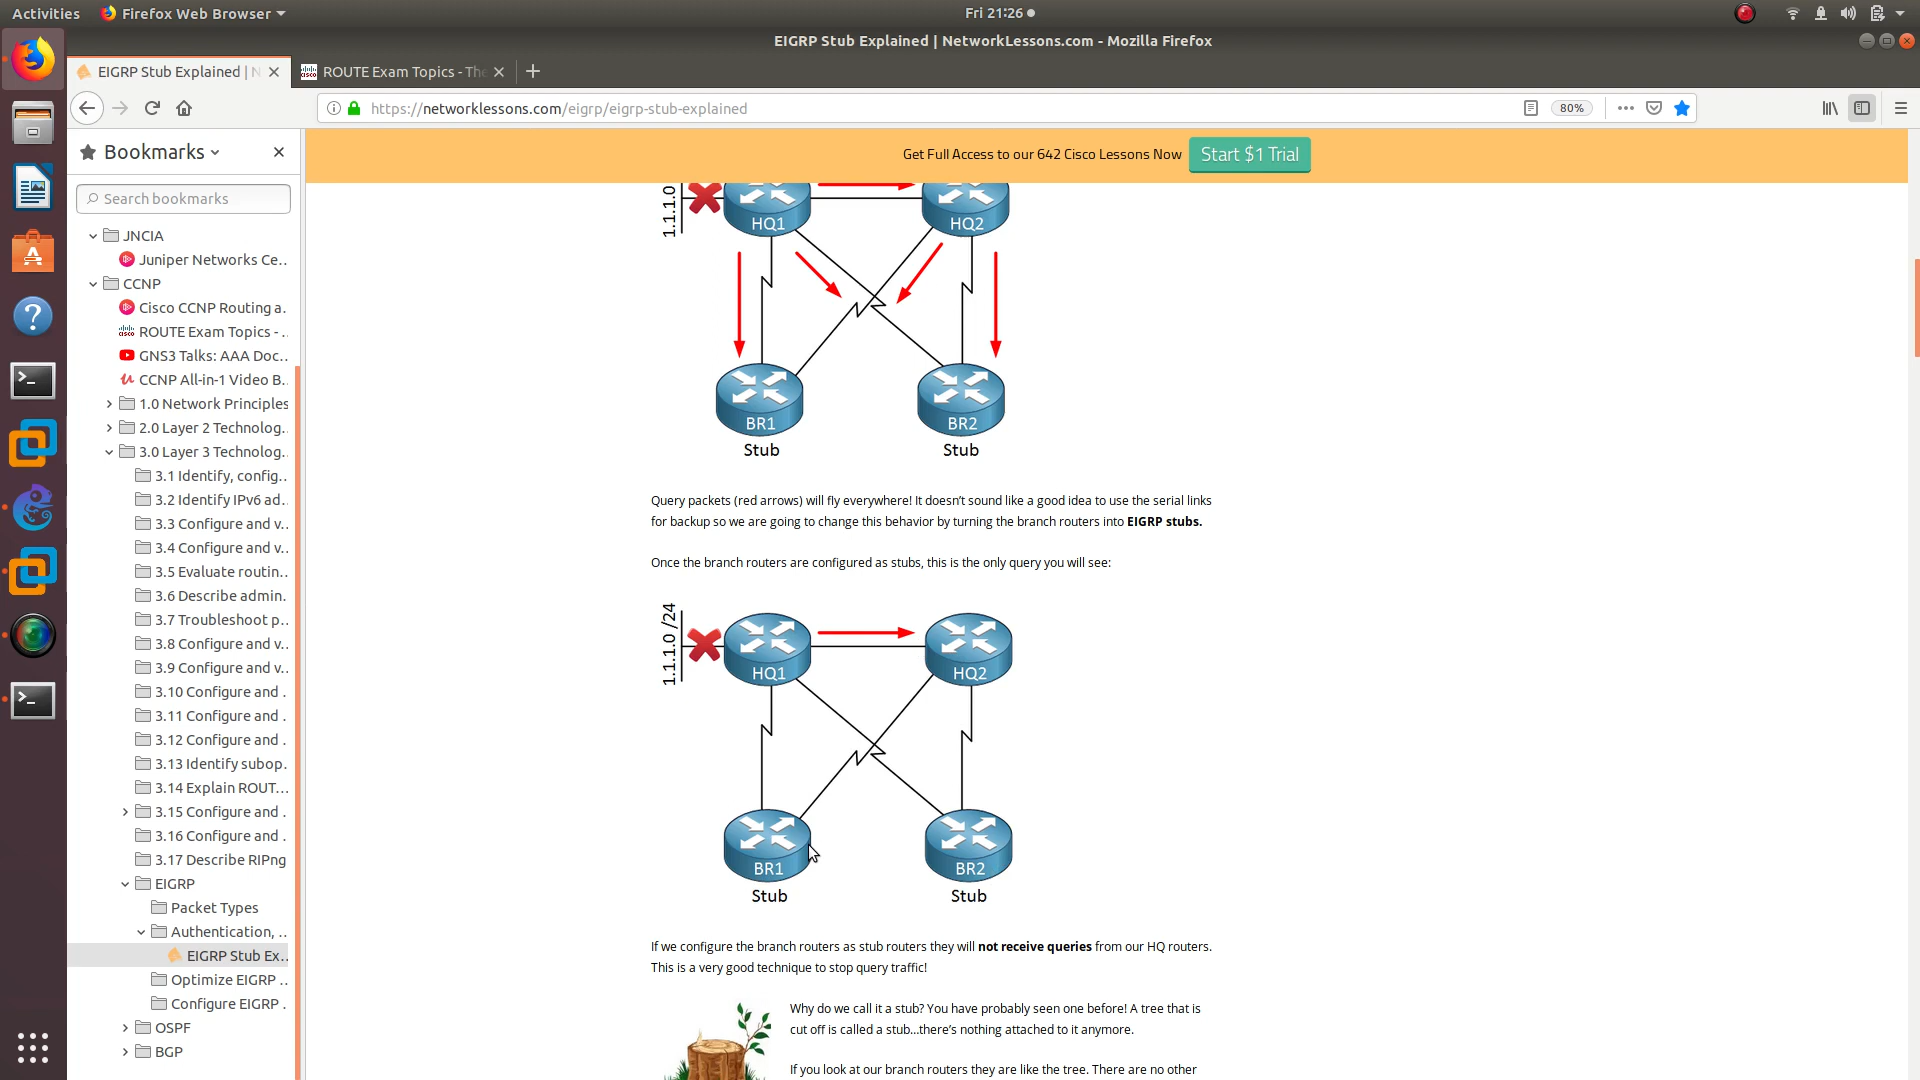 Activities
Firefox Web Browser
Fri 21:26
EIGRP Stub Explained | NetworkLessons.com - Mozilla Firefox
EIGRP Stub Explained | N
ROUTE Exam Topics - The
https://networklessons.com/eigrp/eigrp-stub-explained
80%
Bookmarks
Search bookmarks
JNCIA
Juniper Networks Ce..
CCNP
Cisco CCNP Routing a.
ROUTE Exam Topics - .
GNS3 Talks: AAA Doc..
CCNP All-in-1 Video B..
1.0 Network Principles
2.0 Layer 2 Technolog.
3.0 Layer 3 Technolog.
3.1 Identify, config..
3.2 Identify IPv6 ad..
3.3 Configure and v..
3.4 Configure and v..
3.5 Evaluate routin..
3.6 Describe admin.
3.7 Troubleshoot p..
3.8 Configure and v..
3.9 Configure and v..
3.10 Configure and .
3.11 Configure and .
3.12 Configure and .
3.13 Identify subop.
3.14 Explain ROUT...
3.15 Configure and .
3.16 Configure and .
3.17 Describe RIPng
EIGRP
Packet Types
Authentication, ..
EIGRP Stub Ex..
Optimize EIGRP ..
Configure EIGRP .
OSPF
BGP
Get Full Access to our 642 Cisco Lessons Now
Start $1 Trial
1.1.1.0
HQ1
HQ2
BR1
BR2
Stub
Stub
Query packets (red arrows) will fly everywhere! It doesn't sound like a good idea to use the serial links
for backup so we are going to change this behavior by turning the branch routers into EIGRP stubs.
Once the branch routers are configured as stubs, this is the only query you will see:
1.1.1.0 /24
HQ1
HQ2
BR1
BR2
Stub
Stub
If we configure the branch routers as stub routers they will not receive queries from our HQ routers.
This is a very good technique to stop query traffic!
Why do we call it a stub? You have probably seen one before! A tree that is
cut off is called a stub...there's nothing attached to it anymore.
If you look at our branch routers they are like the tree. There are no other